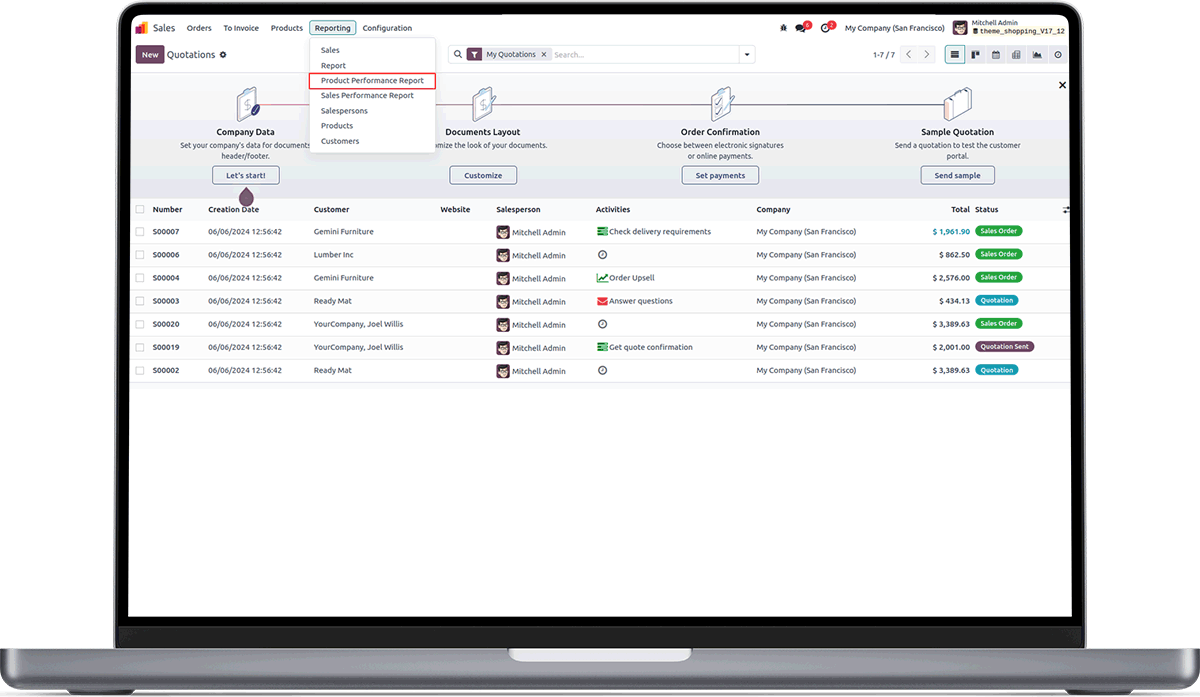 Sales Orders To Invoice Products Reporting Configuration 6 2 My Company (San Francisco) Mitchell Admin
theme_shopping_V17_12
New Quotations My Quotations × Search... 1-7 / 7
Sales
Report
Product Performance Report
Sales Performance Report
Salespersons
Products
Customers
Company Data
Set your company's data for documents
header/footer.
Let's start!
Documents Layout
omize the look of your documents.
Customize
Order Confirmation
Choose between electronic signatures
or online payments.
Set payments
Sample Quotation
Send a quotation to test the customer
portal.
Send sample
Number Creation Date Customer Website Salesperson Activities Company Total Status
S00007 06/06/2024 12:56:42 Gemini Furniture Mitchell Admin Check delivery requirements My Company (San Francisco) $ 1,961.90 Sales Order
S00006 06/06/2024 12:56:42 Lumber Inc Mitchell Admin My Company (San Francisco) $ 862.50 Sales Order
S00004 06/06/2024 12:56:42 Gemini Furniture Mitchell Admin Order Upsell My Company (San Francisco) $ 2,576.00 Sales Order
S00003 06/06/2024 12:56:42 Ready Mat Mitchell Admin Answer questions My Company (San Francisco) $ 434.13 Quotation
S00020 06/06/2024 12:56:42 YourCompany, Joel Willis Mitchell Admin My Company (San Francisco) $ 3,389.63 Sales Order
S00019 06/06/2024 12:56:42 YourCompany, Joel Willis Mitchell Admin Get quote confirmation My Company (San Francisco) $ 2,001.00 Quotation Sent
S00002 06/06/2024 12:56:42 Ready Mat Mitchell Admin My Company (San Francisco) $ 3,389.63 Quotation